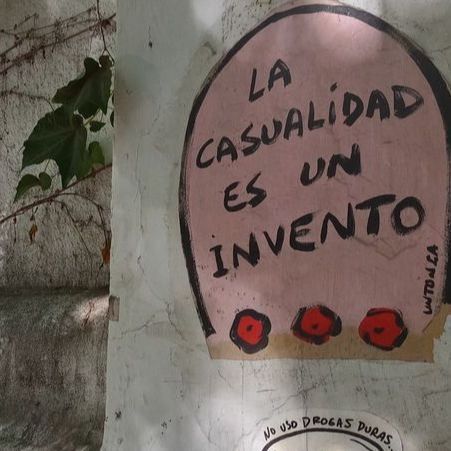 LA
CASUALiDAD
ES UN
iNVENTO
NO USO DROGAS DURAS...